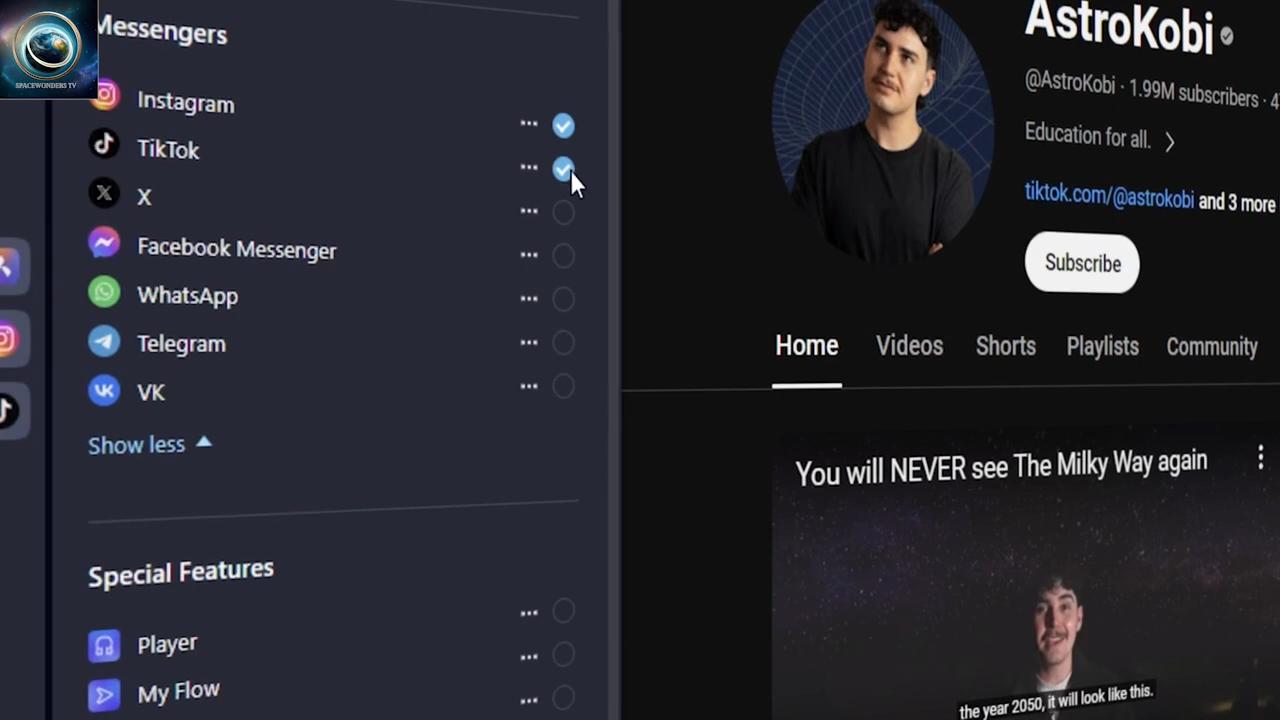 SPACEWONDERS TV
Messengers
Instagram
TikTok
X
Facebook Messenger
WhatsApp
Telegram
VK
Show less
Special Features
Player
My Flow
AstroKobi
@AstroKobi · 1.99M subscribers · 4
Education for all.
tiktok.com/@astrokobi and 3 more
Subscribe
Home Videos Shorts Playlists Community
You will NEVER see The Milky Way again
the year 2050, it will look like this.